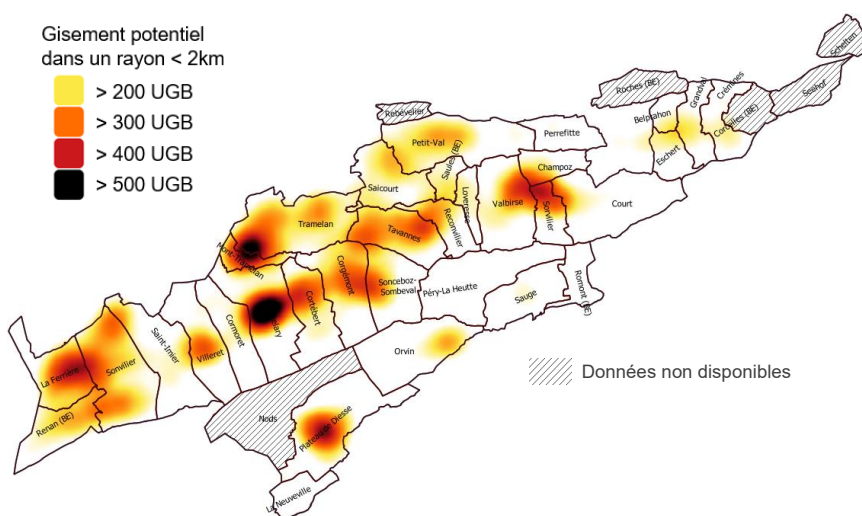 Gisement potentiel
dans un rayon < 2km
> 200 UGB
> 300 UGB
> 400 UGB
> 500 UGB
Schelten
Seehof
Roches (BE)
Grandval
Crémines
Corcelles (BE)
Belprahon
Eschert
Rebévelier
Petit-Val
Perrefitte
Saules (BE)
Champoz
Saicourt
Loveresse
Valbirse
Sorvilier
Court
Tramelan
Tavannes
Reconvilier
Mont-Tramelan
Corgémont
Sonceboz-
Sombeval
Péry-La Heutte
Sauge
Romont (BE)
Cortébert
Cormoret
Saint-Imier
Villeret
Orvin
La Ferrière
Sonvilier
Renan (BE)
Données non disponibles
Nods
Plateau de Diesse
La Neuveville